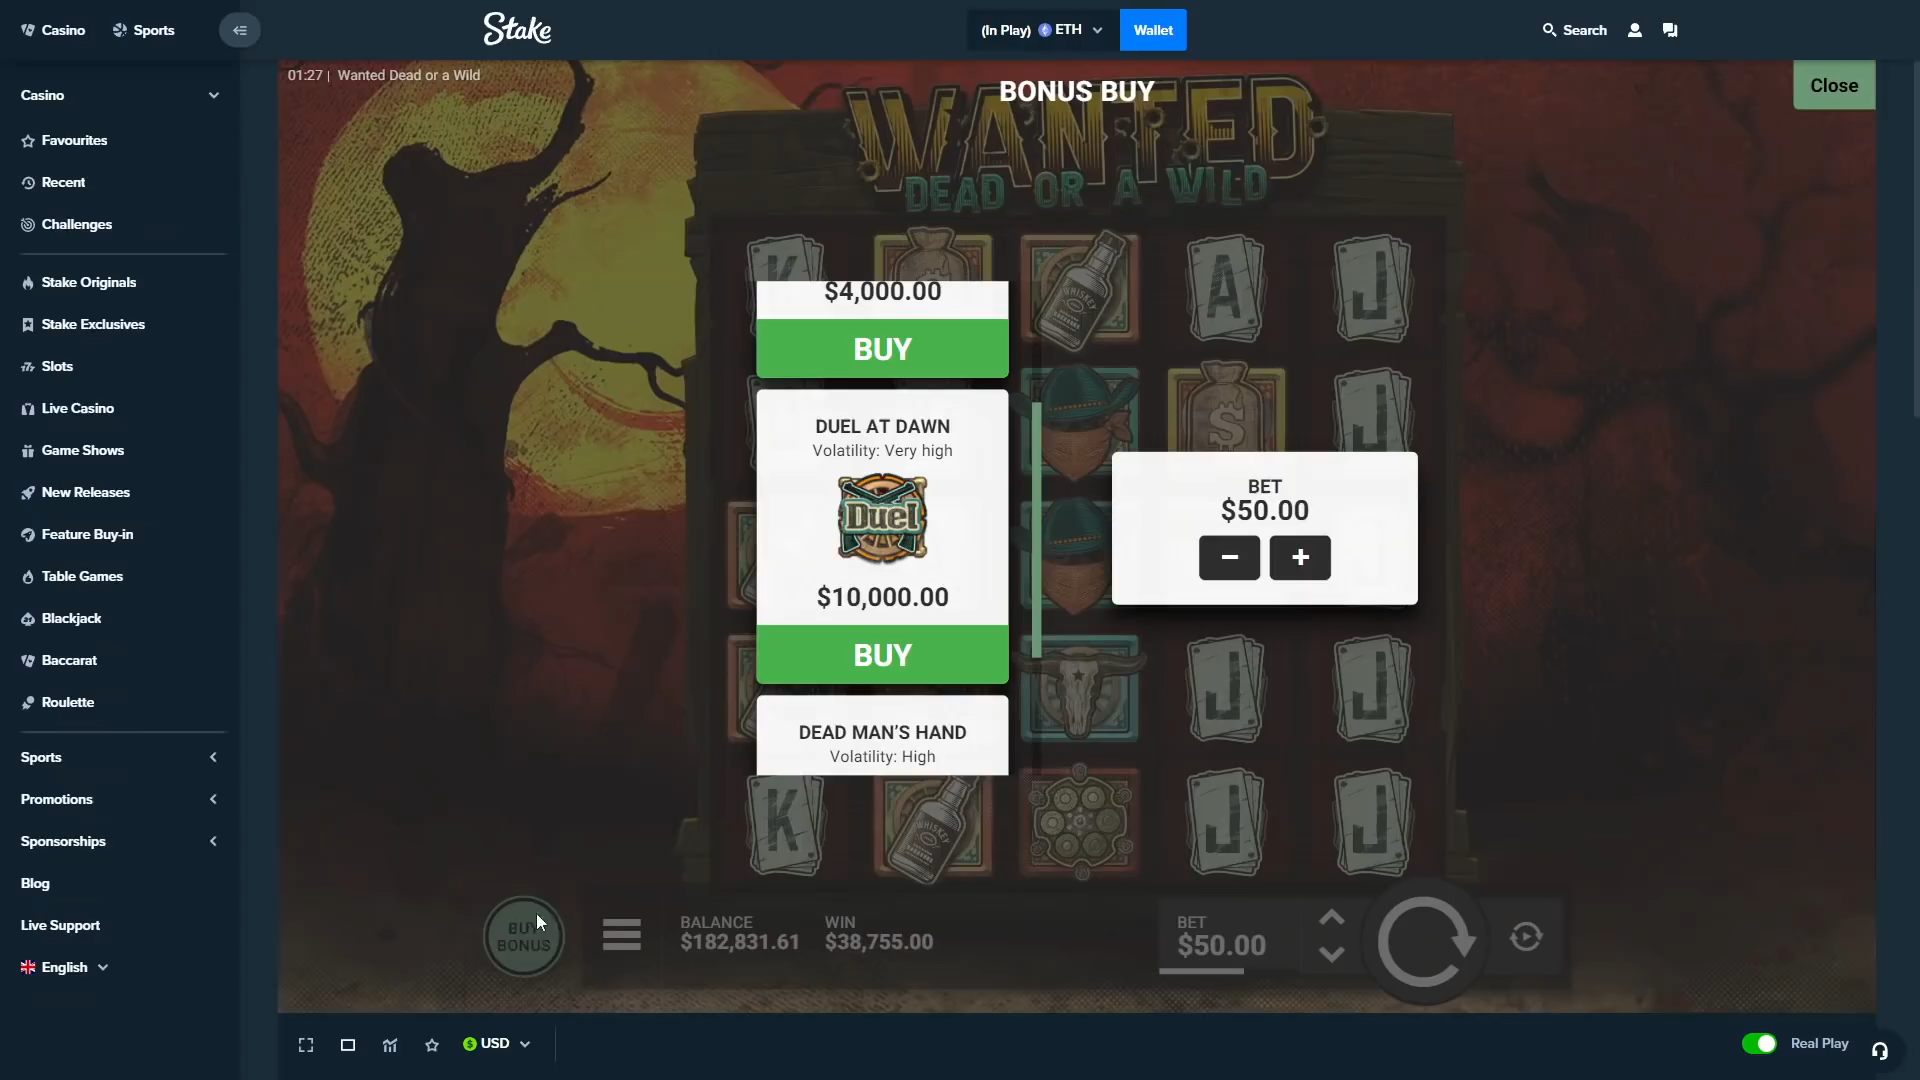 Casino
Sports
Stake
(In Play) ETH
Wallet
Search
01:27 | Wanted Dead or a Wild
BONUS BUY
Close
Casino
Favourites
Recent
Challenges
Stake Originals
Stake Exclusives
Slots
Live Casino
Game Shows
New Releases
Feature Buy-in
Table Games
Blackjack
Baccarat
Roulette
Sports
Promotions
Sponsorships
Blog
Live Support
English
WANTED
DEAD OR A WILD
K
A
J
WHISKEY
$4,000.00
BUY
J
DUEL AT DAWN
Volatility: Very high
Duel
$10,000.00
BUY
BET
$50.00
−
+
J
J
DEAD MAN'S HAND
Volatility: High
K
WHISKEY
J
J
BUY
BONUS
BALANCE
$182,831.61
WIN
$38,755.00
BET
$50.00
USD
Real Play